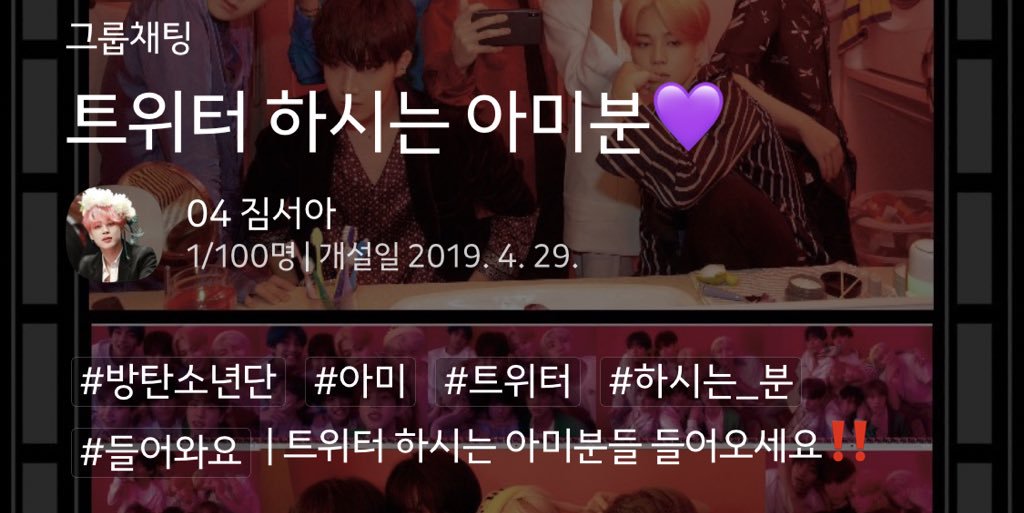 그룹채팅
트위터 하시는 아미분💜
04 짐서아
1/100명 | 개설일 2019. 4. 29.
#방탄소년단 #아미 #트위터 #하시는_분
#들어와요 | 트위터 하시는 아미분들 들어오세요‼️